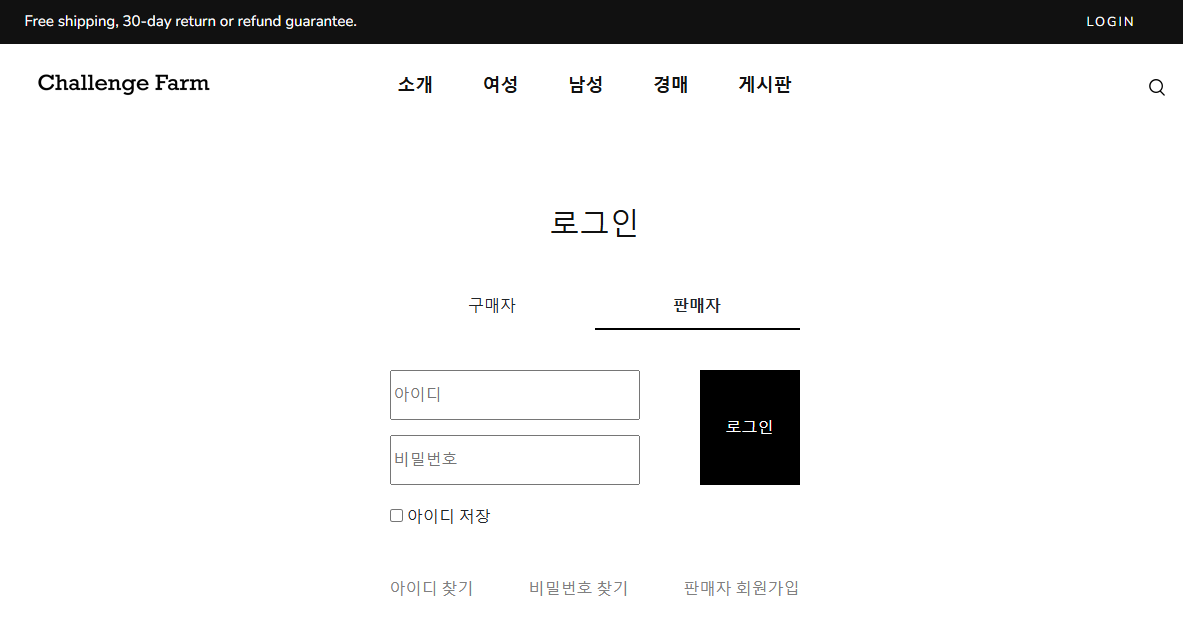 Free shipping, 30-day return or refund guarantee. LOGIN
Challenge Farm 소개 여성 남성 경매 게시판
로그인
구매자 판매자
아이디
비밀번호
로그인
아이디 저장
아이디 찾기 비밀번호 찾기 판매자 회원가입